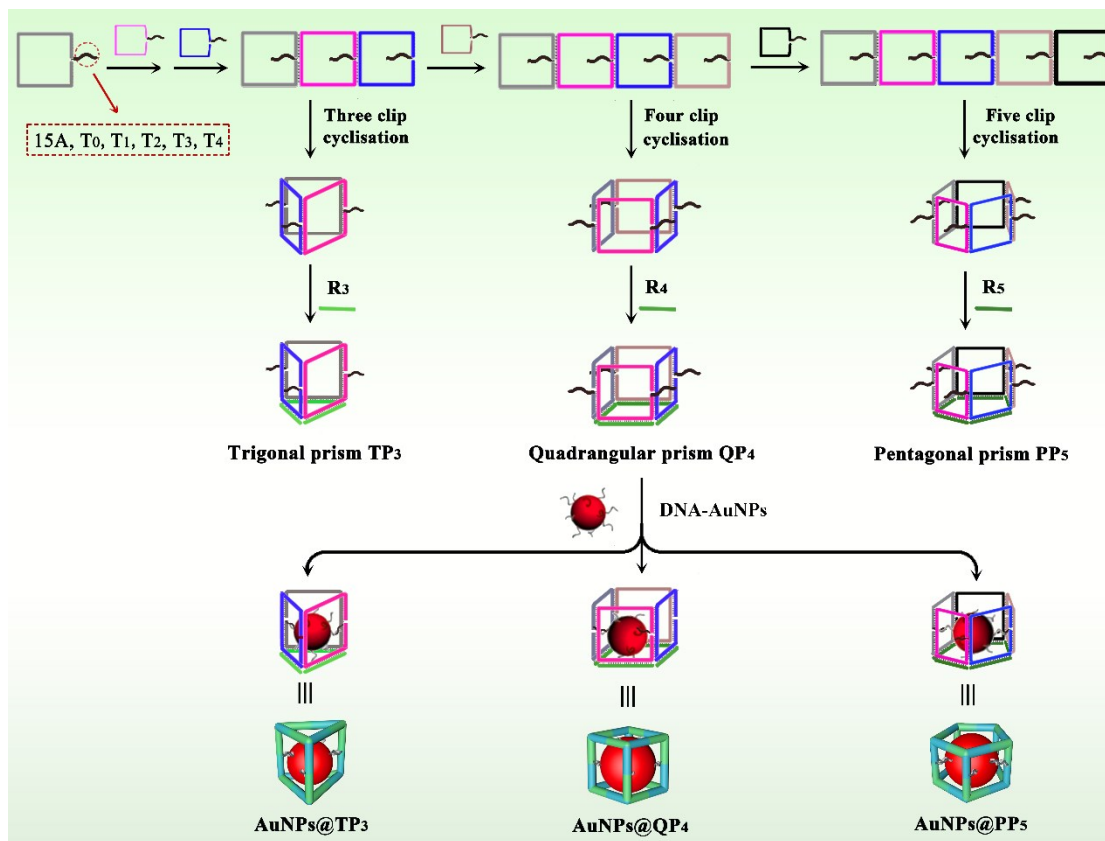 15A, T0, T1, T2, T3, T4
Three clip
cyclisation
Four clip
cyclisation
Five clip
cyclisation
R3
R4
R5
Trigonal prism TP3
Quadrangular prism QP4
Pentagonal prism PP5
DNA-AuNPs
AuNPs@TP3
AuNPs@QP4
AuNPs@PP5